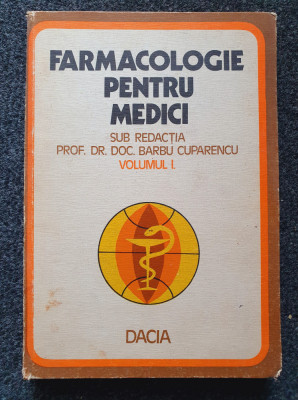 FARMACOLOGIE
PENTRU
MEDICI
SUB REDACȚIA
PROF. DR. DOC. BARBU CUPARENCU
VOLUMUL I.
DACIA